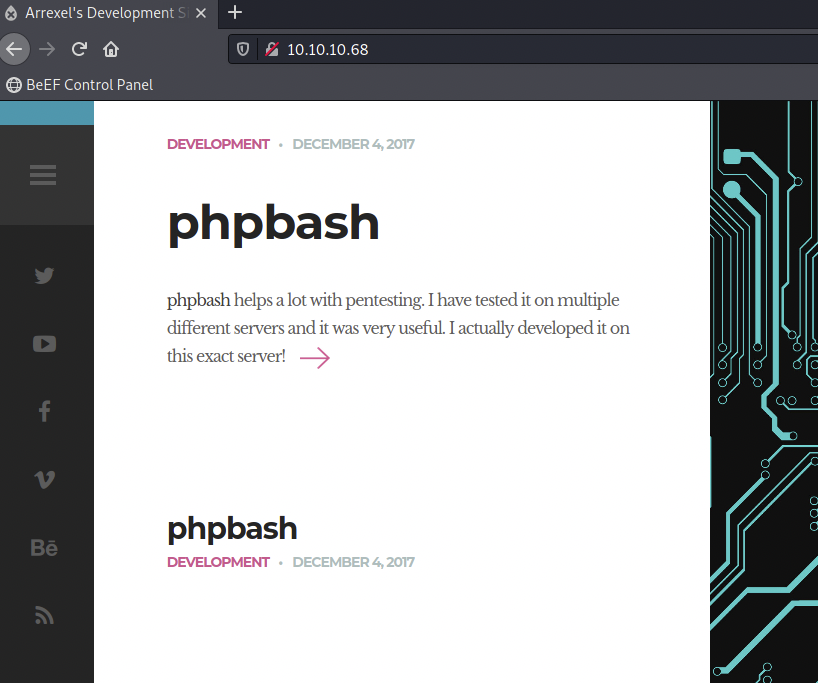 Arrexel's Development S
10.10.10.68
BeEF Control Panel
DEVELOPMENT • DECEMBER 4, 2017
phpbash
phpbash helps a lot with pentesting. I have tested it on multiple
different servers and it was very useful. I actually developed it on
this exact server!
Bē
phpbash
DEVELOPMENT • DECEMBER 4, 2017